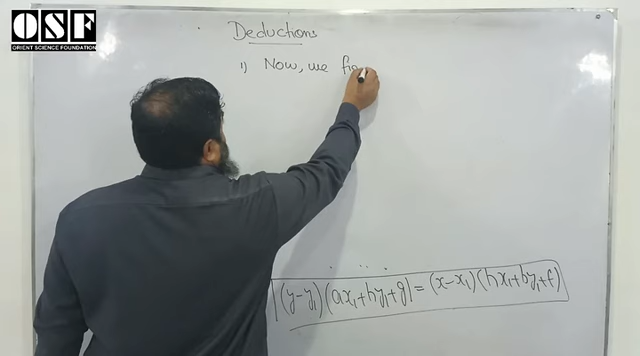 OSF
ORIENT SCIENCE FOUNDATION
Deductions
1) Now, we
(y-y₁)(ax₁+hy₁+g)=(x-x₁)(hx₁+by₁+f)